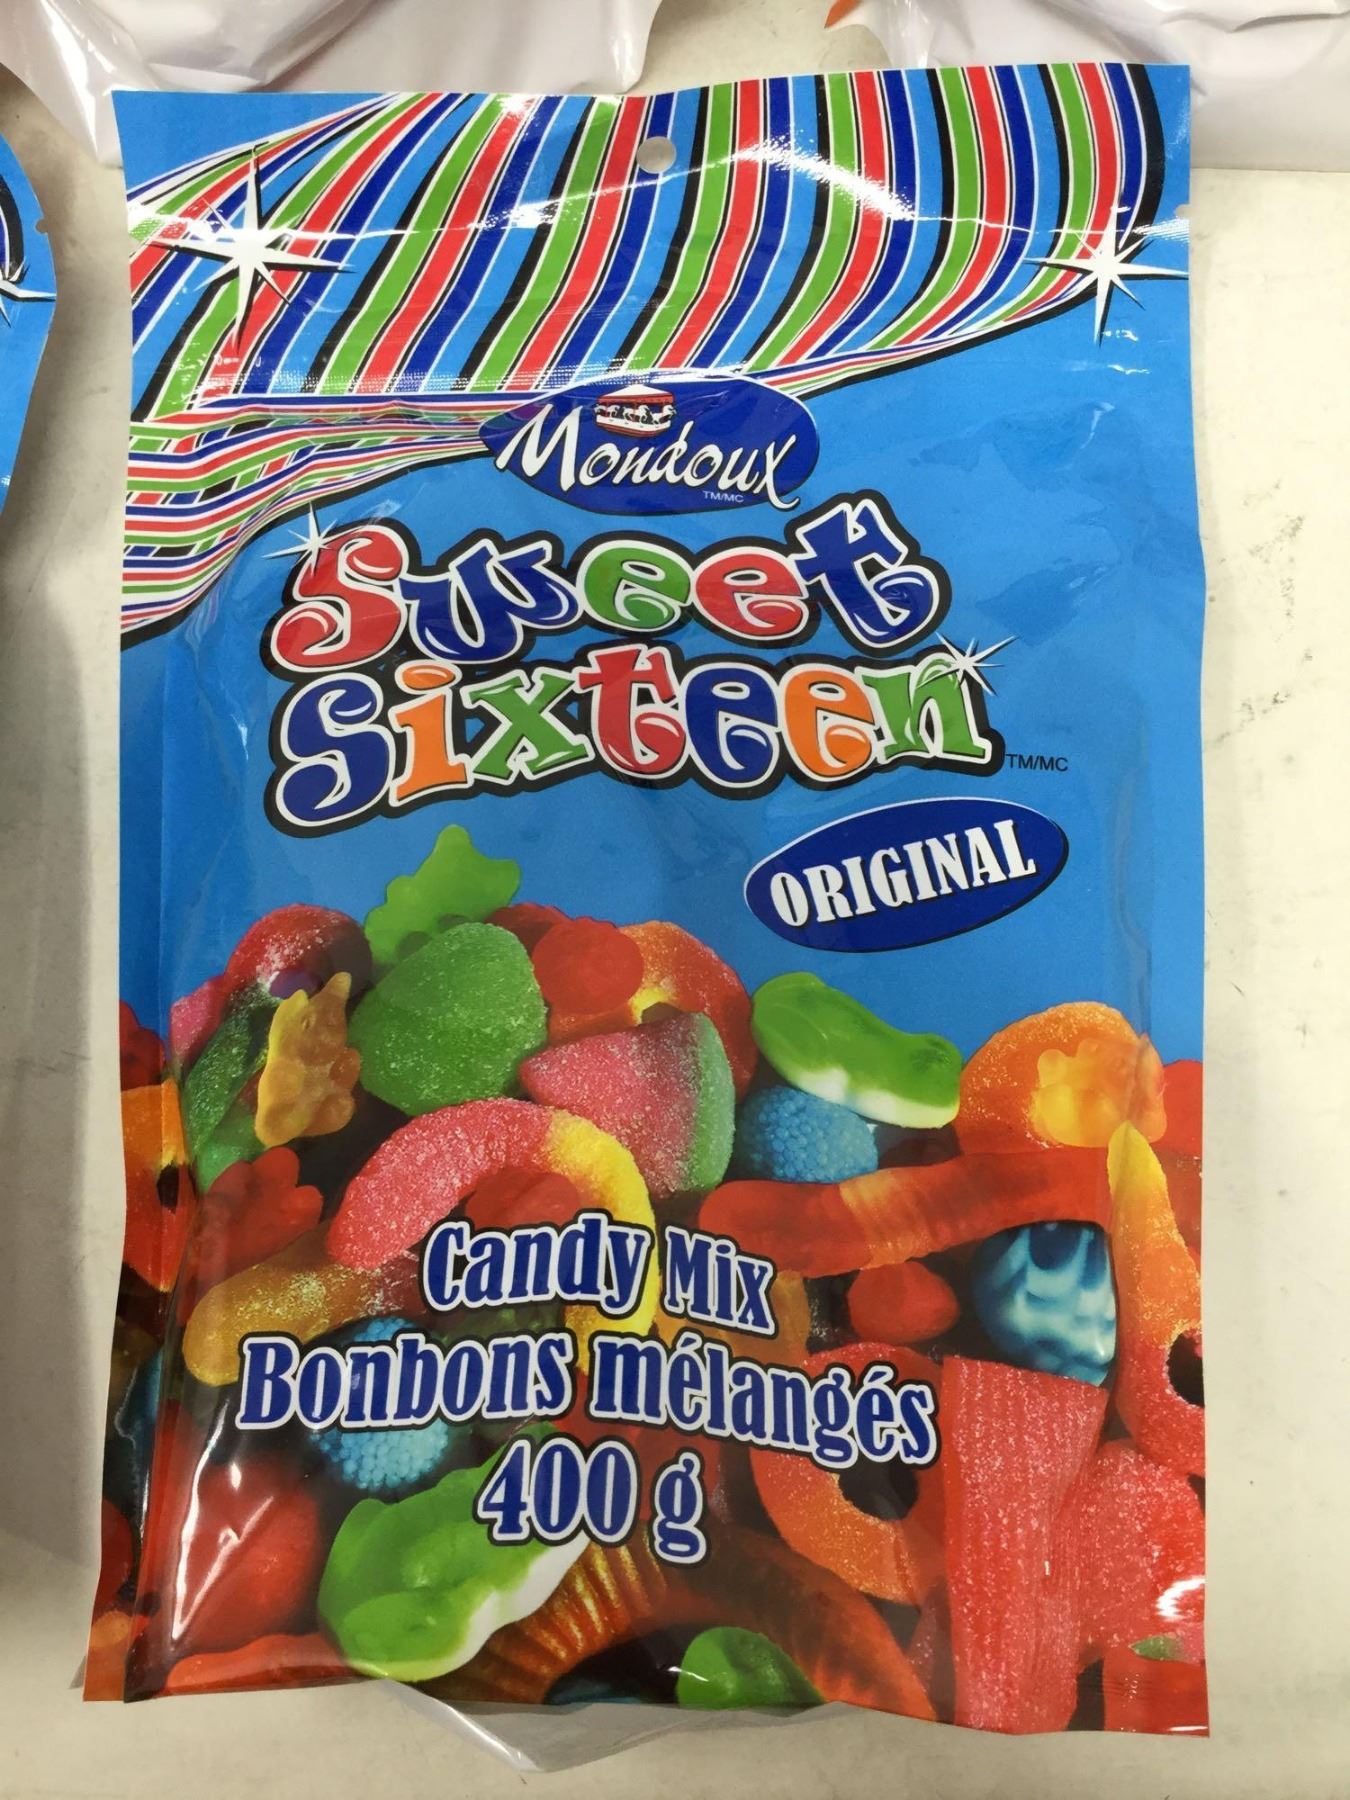 Mondoux
TM/MC
Sweet
Sixteen
TM/MC
ORIGINAL
Candy Mix
Bonbons mélangés
400 g